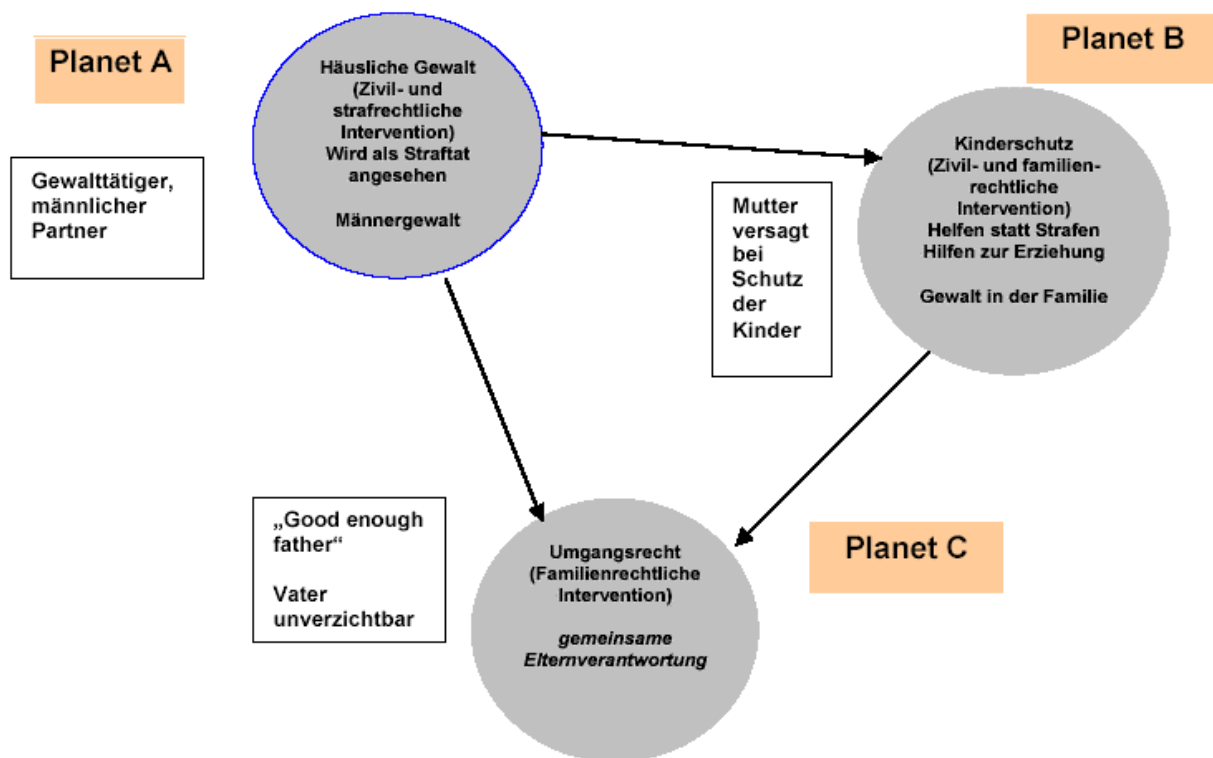 Planet A
Häusliche Gewalt
(Zivil- und
strafrechtliche
Intervention)
Wird als Straftat
angesehen
Männergewalt
Gewalttätiger,
männlicher
Partner
Planet B
Kinderschutz
(Zivil- und familien-
rechtliche
Intervention)
Helfen statt Strafen
Hilfen zur Erziehung
Gewalt in der Familie
Mutter
versagt
bei
Schutz
der
Kinder
„Good enough
father“
Vater
unverzichtbar
Planet C
Umgangsrecht
(Familienrechtliche
Intervention)
gemeinsame
Elternverantwortung